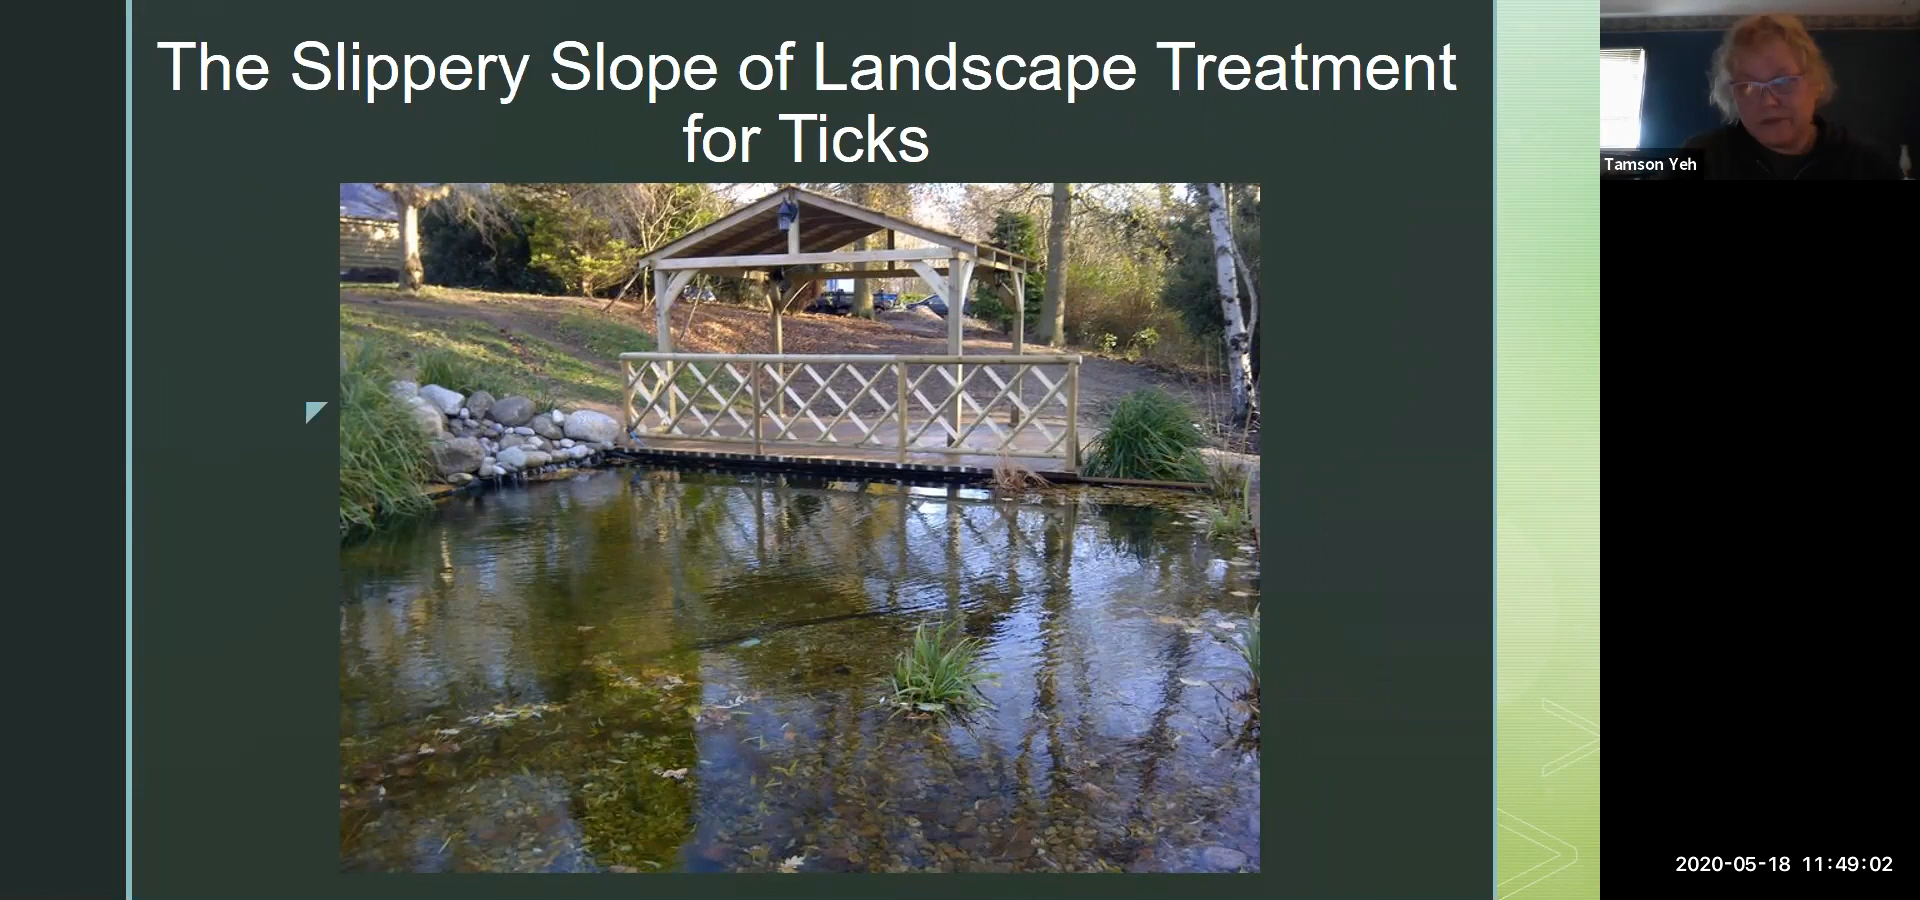 The Slippery Slope of Landscape Treatment
for Ticks
Tamson Yeh
2020-05-18 11:49:02